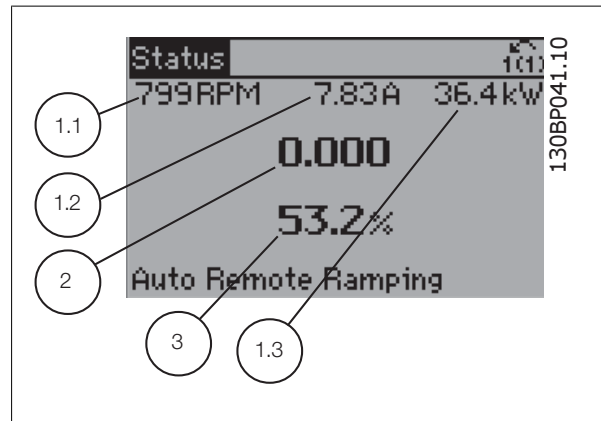 Status 1(1)
799RPM 7.83A 36.4kW
0.000
53.2%
Auto Remote Ramping
1.1
1.2
2
3
1.3
130BP041.10